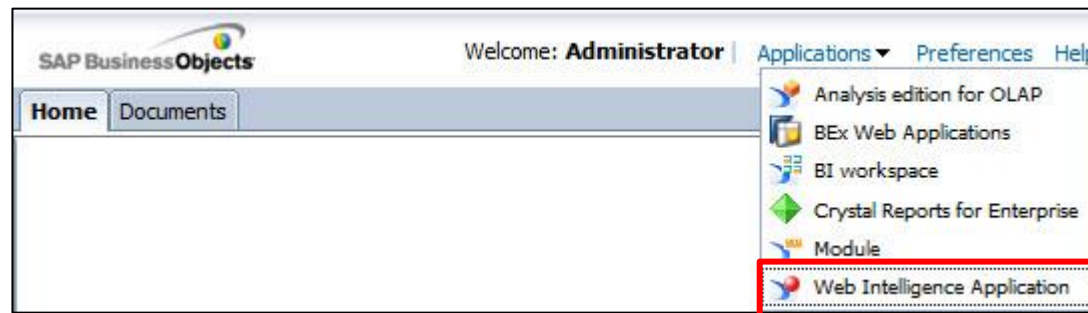 SAP BusinessObjects Welcome: Administrator | Applications Preferences Help
Home Documents
Analysis edition for OLAP
BEx Web Applications
BI workspace
Crystal Reports for Enterprise
Module
Web Intelligence Application